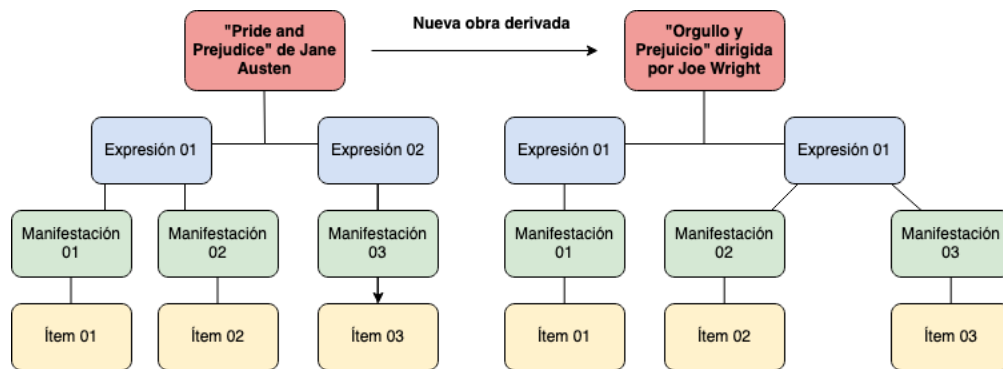 "Pride and
Prejudice" de Jane
Austen
Nueva obra derivada
"Orgullo y
Prejuicio" dirigida
por Joe Wright
Expresión 01
Expresión 02
Expresión 01
Expresión 01
Manifestación
01
Manifestación
02
Manifestación
03
Manifestación
01
Manifestación
02
Manifestación
03
Ítem 01
Ítem 02
Ítem 03
Ítem 01
Ítem 02
Ítem 03